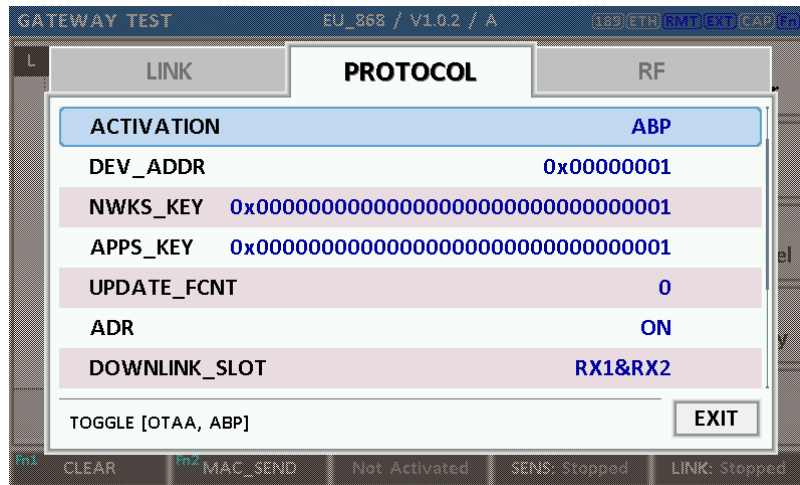 GATEWAY TEST EU_868 / V1.0.2 / A 189 ETH RMT EXT CAP Fn
L
LINK PROTOCOL RF
ACTIVATION ABP
DEV_ADDR 0x00000001
NWKS_KEY 0x00000000000000000000000000000001
APPS_KEY 0x00000000000000000000000000000001
UPDATE_FCNT 0
ADR ON
DOWNLINK_SLOT RX1&RX2
TOGGLE [OTAA, ABP] EXIT
Fn1 CLEAR Fn2 MAC_SEND Not Activated SENS: Stopped LINK: Stopped